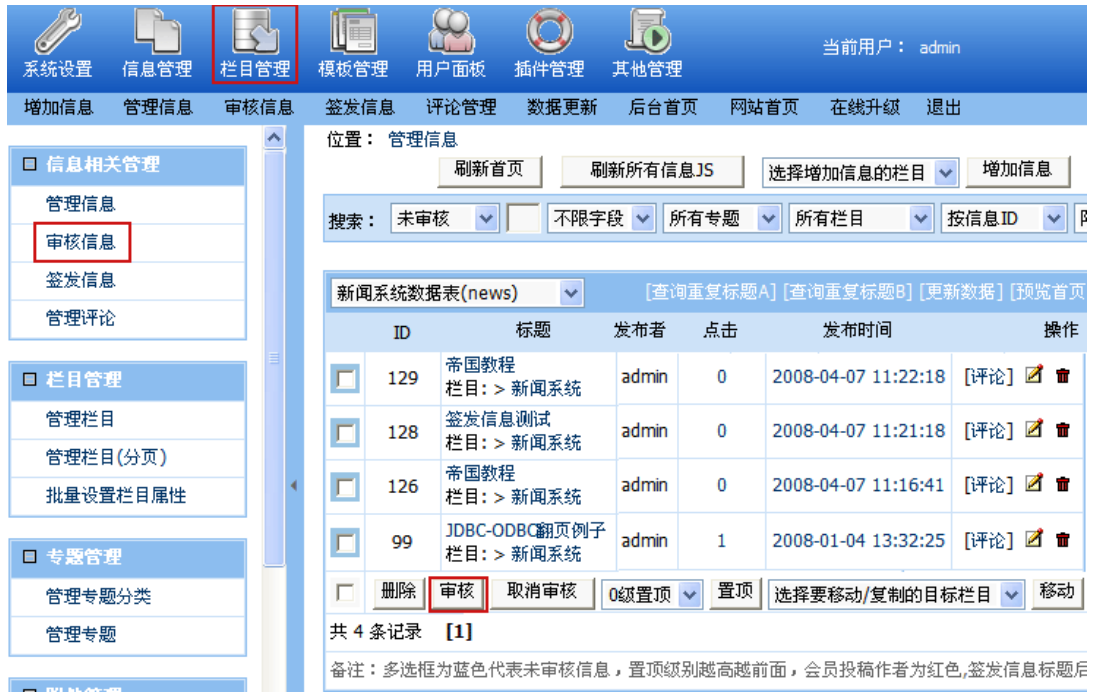 系统设置 信息管理 栏目管理 模板管理 用户面板 插件管理 其他管理 当前用户： admin
增加信息 管理信息 审核信息 签发信息 评论管理 数据更新 后台首页 网站首页 在线升级 退出
信息相关管理
管理信息
审核信息
签发信息
管理评论
栏目管理
管理栏目
管理栏目(分页)
批量设置栏目属性
专题管理
管理专题分类
管理专题
位置： 管理信息
刷新首页 刷新所有信息JS 选择增加信息的栏目 增加信息
搜索： 未审核 不限字段 所有专题 所有栏目 按信息ID
新闻系统数据表(news) [查询重复标题A] [查询重复标题B] [更新数据] [预览首页
ID 标题 发布者 点击 发布时间 操作
129 帝国教程 admin 0 2008-04-07 11:22:18 [评论]
栏目: > 新闻系统
128 签发信息测试 admin 0 2008-04-07 11:21:18 [评论]
栏目: > 新闻系统
126 帝国教程 admin 0 2008-04-07 11:16:41 [评论]
栏目: > 新闻系统
99 JDBC-ODBC翻页例子 admin 1 2008-01-04 13:32:25 [评论]
栏目: > 新闻系统
删除 审核 取消审核 0级置顶 置顶 选择要移动/复制的目标栏目 移动
共 4 条记录 [1]
备注：多选框为蓝色代表未审核信息，置顶级别越高越前面，会员投稿作者为红色,签发信息标题后